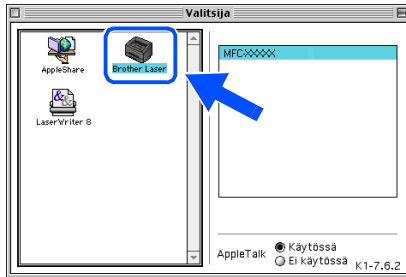 Valitsija
AppleShare
Brother Laser
LaserWriter 8
MFC-XXXXX
AppleTalk
Käytössä
Ei käytössä
K1-7.6.2